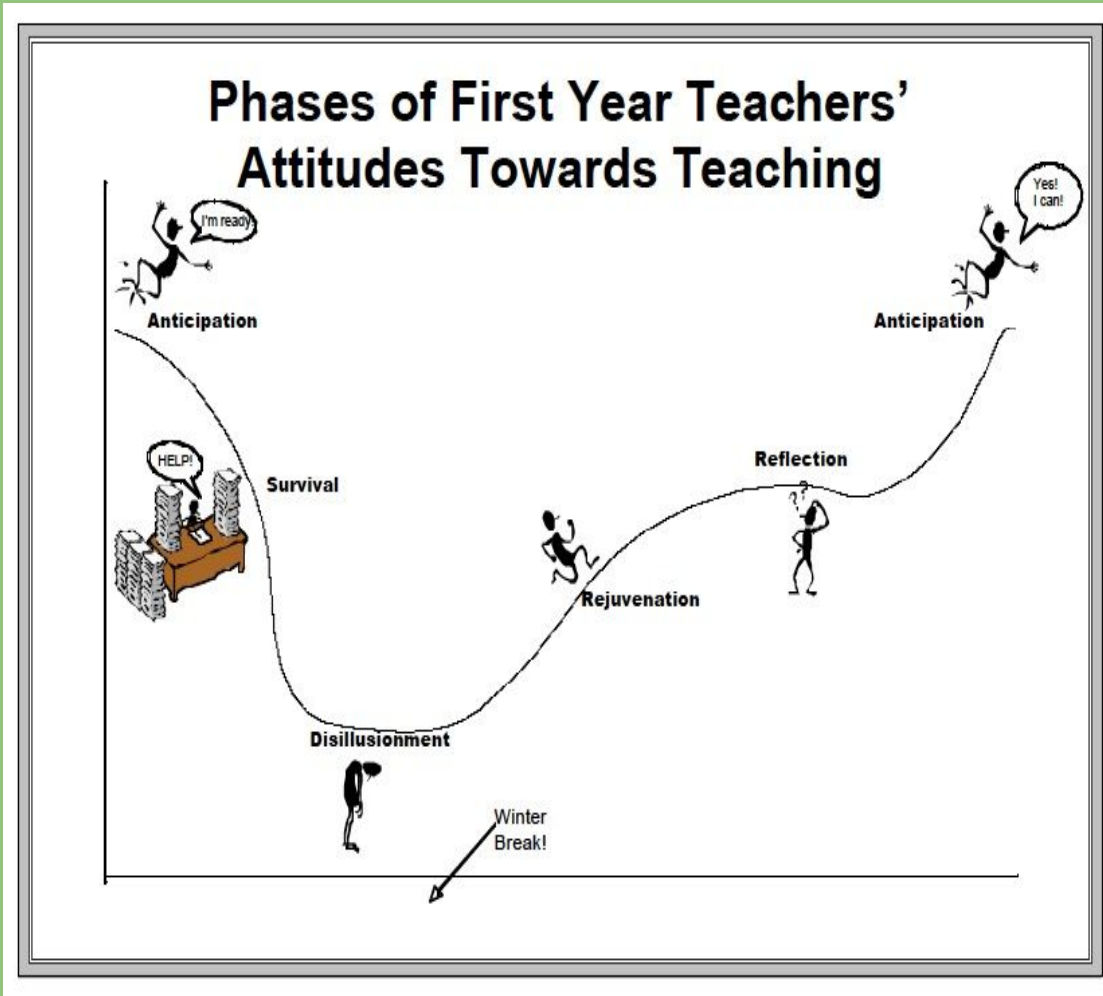 Phases of First Year Teachers'
Attitudes Towards Teaching
I'm ready!
Yes!
I can!
Anticipation
Anticipation
HELP!
Survival
Reflection
? ?
Rejuvenation
Disillusionment
Winter
Break!